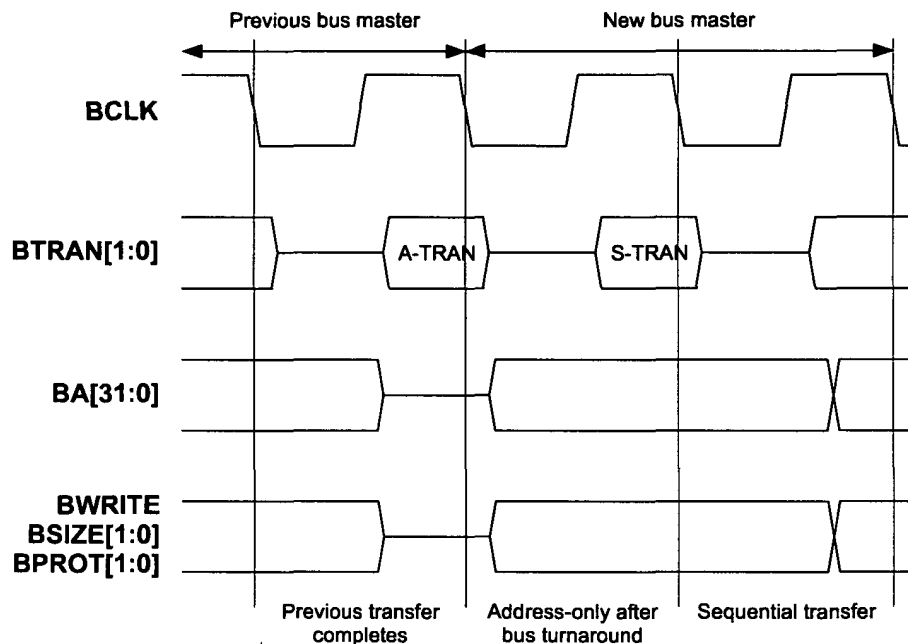 Previous bus master
New bus master
BCLK
BTRAN[1:0]
A-TRAN
S-TRAN
BA[31:0]
BWRITE
BSIZE[1:0]
BPROT[1:0]
Previous transfer
completes
Address-only after
bus turnaround
Sequential transfer